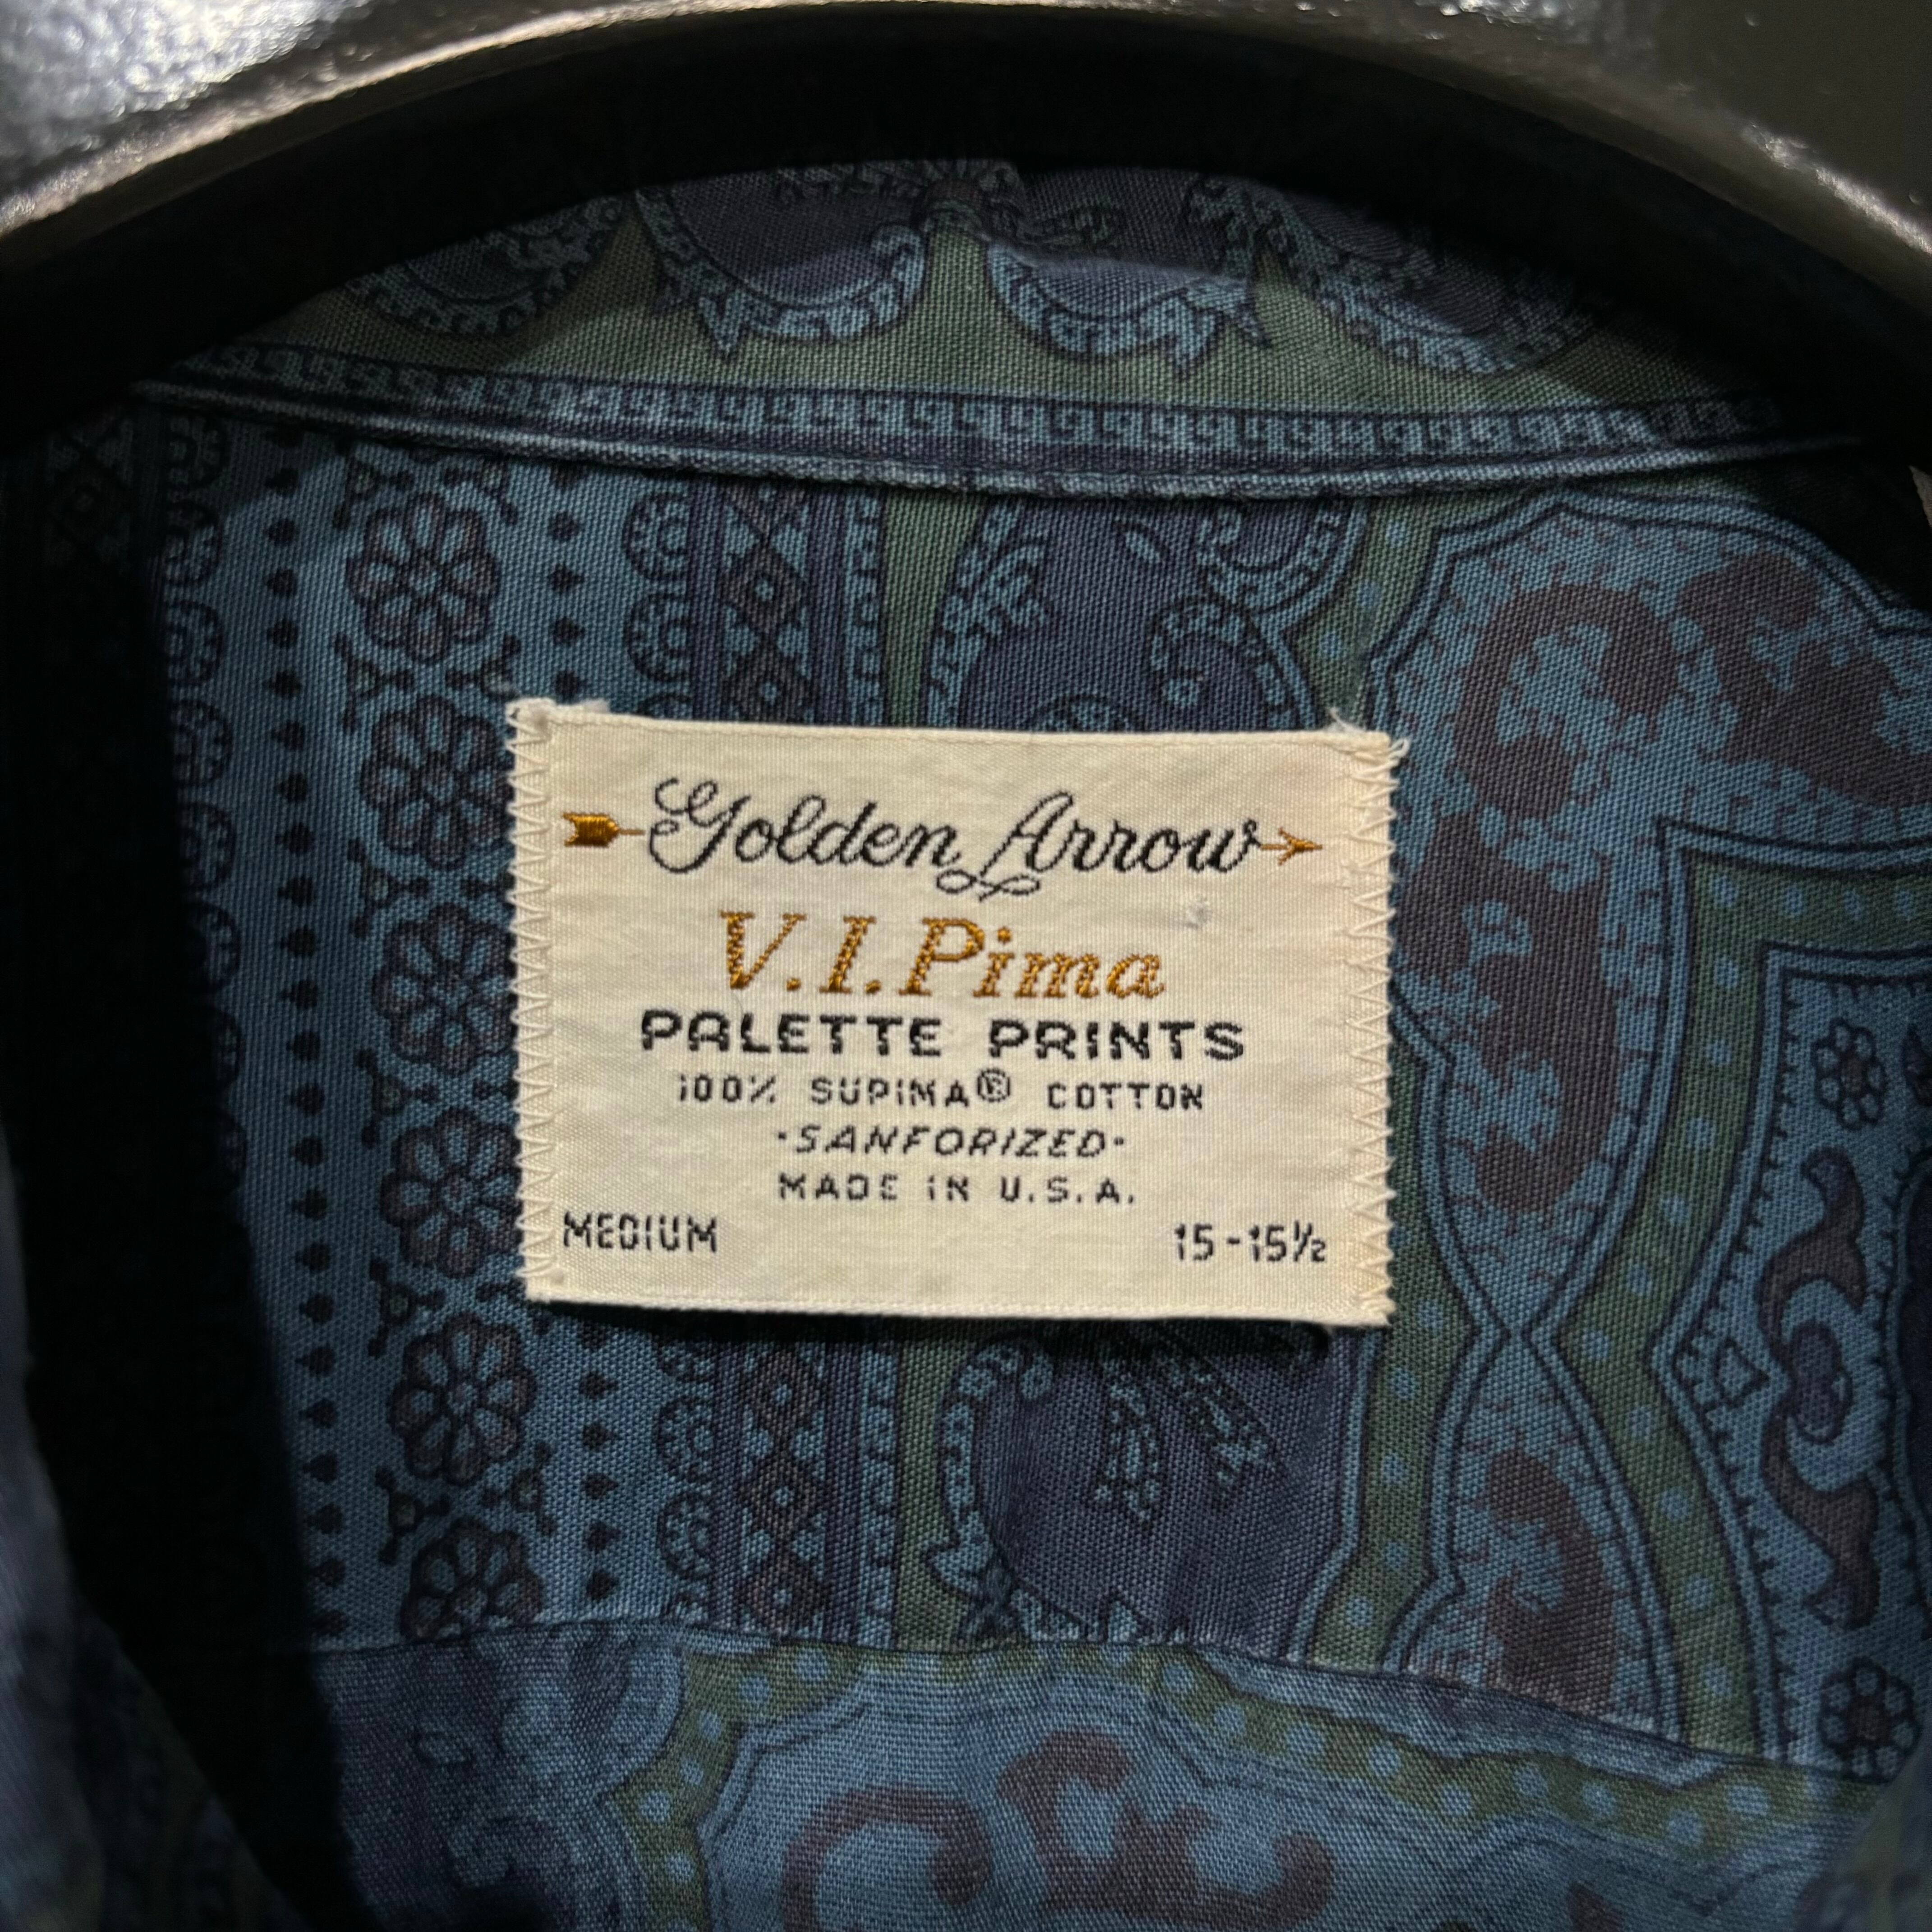 Golden Arrow
V.I.Pima
PALETTE PRINTS
100% SUPIMA® COTTON
·SANFORIZED·
MADE IN U.S.A.
MEDIUM 15-15½